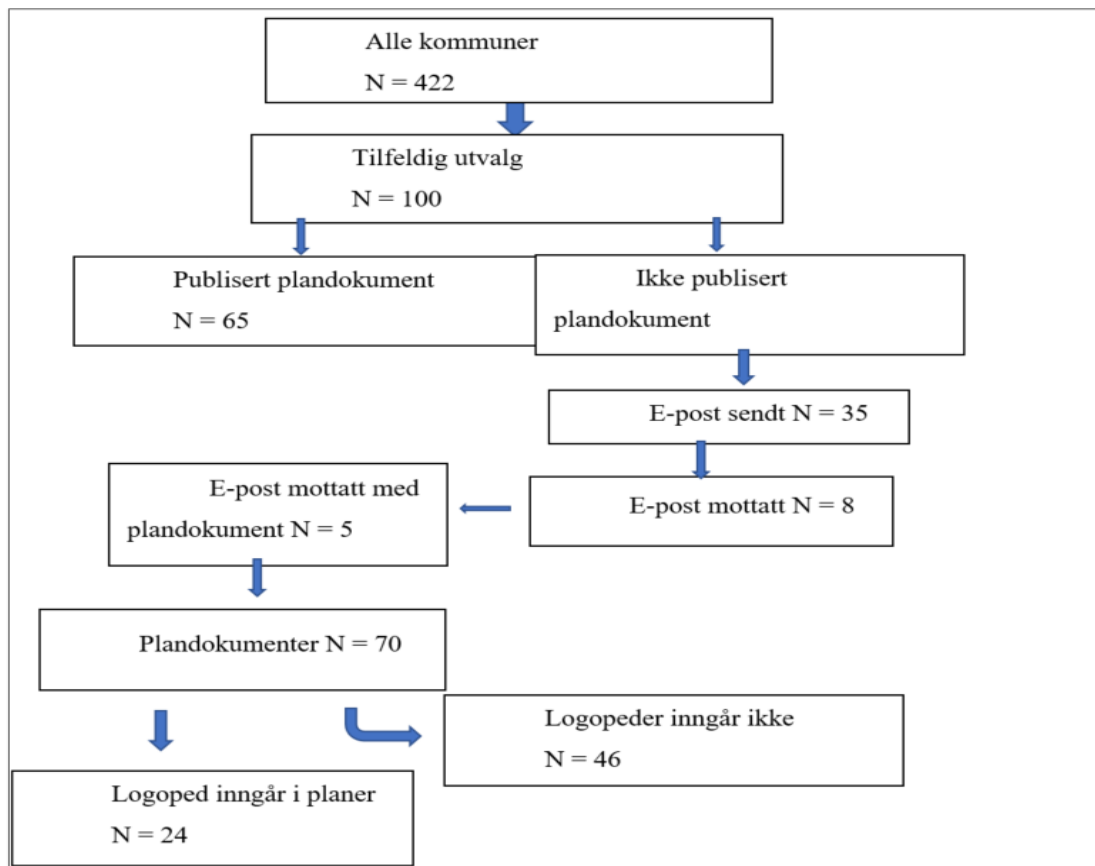 Alle kommuner
N = 422
Tilfeldig utvalg
N = 100
Publisert plandokument
N = 65
Ikke publisert
plandokument
E-post sendt N = 35
E-post mottatt N = 8
E-post mottatt med
plandokument N = 5
Plandokumenter N = 70
Logopeder inngår ikke
N = 46
Logoped inngår i planer
N = 24